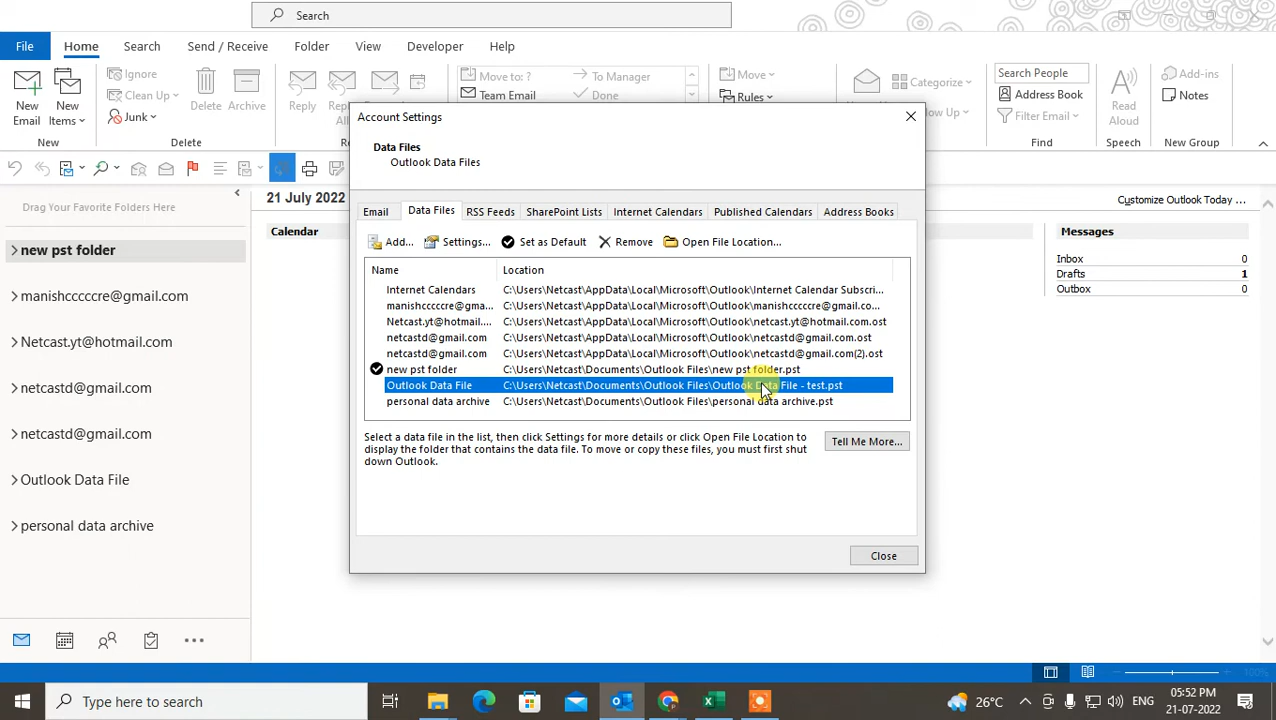 Search
File Home Search Send / Receive Folder View Developer Help
New Email
New Items
Ignore
Clean Up
Junk
Delete
Archive
Reply
Move to: ?
Team Email
To Manager
Done
Move
Rules
Categorize
Search People
Address Book
Filter Email
Read Aloud
Add-ins
Notes
New
Delete
Find
Speech
New Group
Drag Your Favorite Folders Here
new pst folder
manishcccccre@gmail.com
Netcast.yt@hotmail.com
netcastd@gmail.com
netcastd@gmail.com
Outlook Data File
personal data archive
21 July 2022
Customize Outlook Today ...
Calendar
Messages
Inbox 0
Drafts 1
Outbox 0
Account Settings
Data Files
Outlook Data Files
Email Data Files RSS Feeds SharePoint Lists Internet Calendars Published Calendars Address Books
Add... Settings... Set as Default Remove Open File Location...
Name Location
Internet Calendars C:\Users\Netcast\AppData\Local\Microsoft\Outlook\Internet Calendar Subscri...
manishcccccre@gma... C:\Users\Netcast\AppData\Local\Microsoft\Outlook\manishcccccre@gmail.co...
Netcast.yt@hotmail.... C:\Users\Netcast\AppData\Local\Microsoft\Outlook\netcast.yt@hotmail.com.ost
netcastd@gmail.com C:\Users\Netcast\AppData\Local\Microsoft\Outlook\netcastd@gmail.com.ost
netcastd@gmail.com C:\Users\Netcast\AppData\Local\Microsoft\Outlook\netcastd@gmail.com(2).ost
new pst folder C:\Users\Netcast\Documents\Outlook Files\new pst folder.pst
Outlook Data File C:\Users\Netcast\Documents\Outlook Files\Outlook Data File - test.pst
personal data archive C:\Users\Netcast\Documents\Outlook Files\personal data archive.pst
Select a data file in the list, then click Settings for more details or click Open File Location to
display the folder that contains the data file. To move or copy these files, you must first shut
down Outlook.
Tell Me More...
Close
Type here to search
26°C
ENG
05:52 PM
21-07-2022